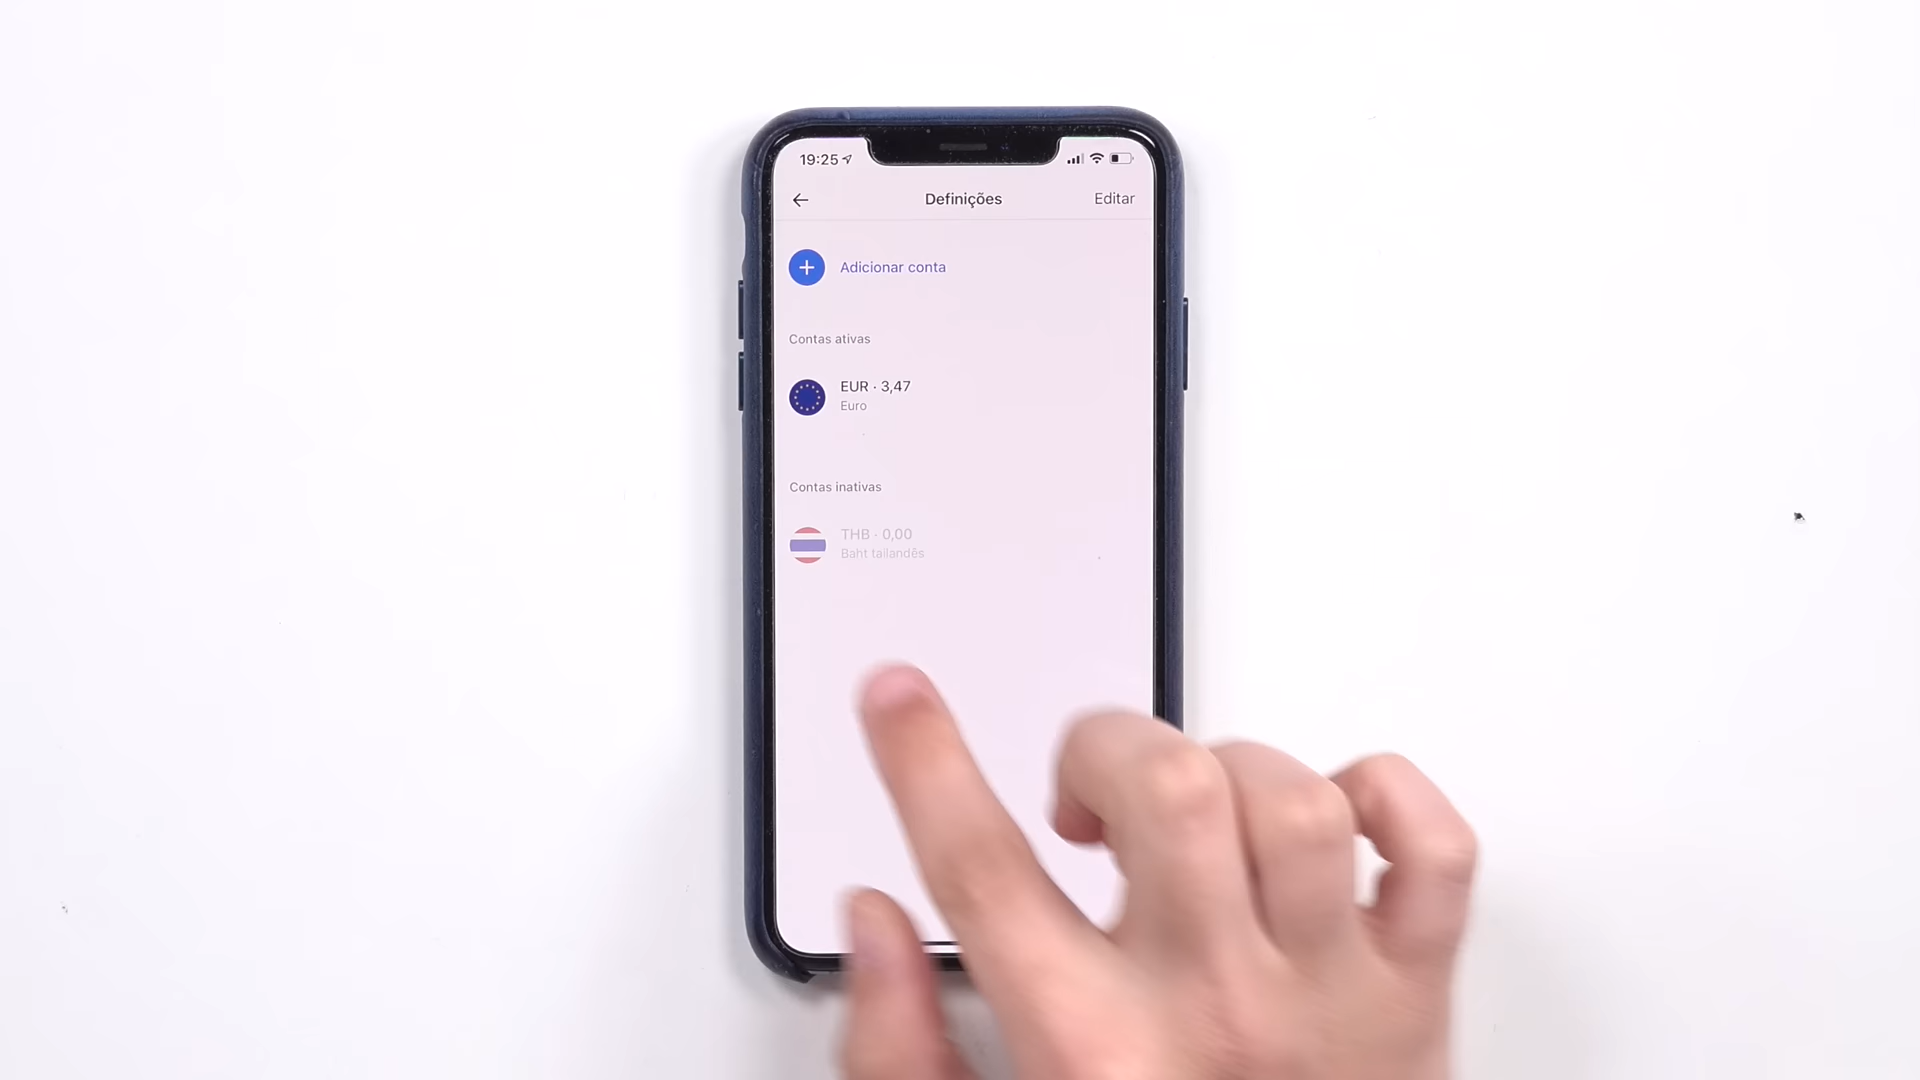 19:25
Definições
Editar
Adicionar conta
Contas ativas
EUR · 3,47
Euro
Contas inativas
THB · 0,00
Baht tailandês